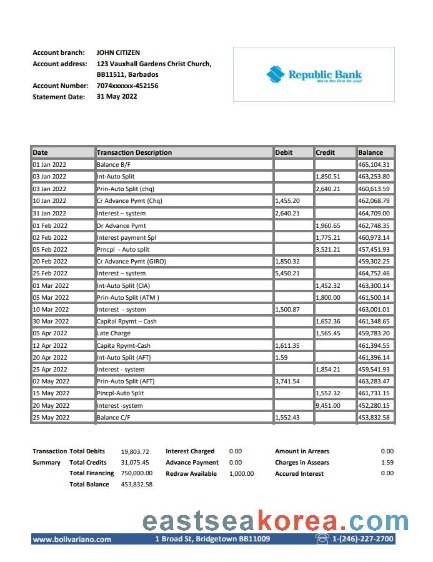 Account branch: JOHN CITIZEN
Account address: 123 Vauxhall Gardens Christ Church,
BB11511, Barbados
Account Number: 7074xxxxxx-452156
Statement Date: 31 May 2022
Republic Bank
We're the One for you!
Date Transaction Description Debit Credit Balance
01 Jan 2022 Balance B/F 465,104.31
03 Jan 2022 Int-Auto Split 1,850.51 463,253.80
03 Jan 2022 Prin-Auto Split (chq) 2,640.21 460,613.59
10 Jan 2022 Cr Advance Pymt (Chq) 1,455.20 462,068.79
31 Jan 2022 Interest – system 2,640.21 464,709.00
01 Feb 2022 Dr Advance Pymt 1,960.65 462,748.35
02 Feb 2022 Interest payment Spl 1,775.21 460,973.14
05 Feb 2022 Prncpl - Auto split 3,521.21 457,451.93
20 Feb 2022 Cr Advance Pymt (GIRO) 1,850.32 459,302.25
25 Feb 2022 Interest – system 5,450.21 464,752.46
01 Mar 2022 Int-Auto Split (CIA) 1,452.32 463,300.14
05 Mar 2022 Prin-Auto Split (ATM ) 1,800.00 461,500.14
10 Mar 2022 Interest - system 1,500.87 463,001.01
30 Mar 2022 Capital Rpymt – Cash 1,652.36 461,348.65
05 Apr 2022 Late Charge 1,565.45 459,783.20
12 Apr 2022 Capita Rpymt-Cash 1,611.35 461,394.55
20 Apr 2022 Int-Auto Split (AFT) 1.59 461,396.14
25 Apr 2022 Interest - system 1,854.21 459,541.93
02 May 2022 Prin-Auto Split (AFT) 3,741.54 463,283.47
15 May 2022 Pincpl-Auto Split 1,552.32 461,731.15
20 May 2022 Interest -system 9,451.00 452,280.15
25 May 2022 Balance C/F 1,552.43 453,832.58
Transaction Total Debits 19,803.72 Interest Charged 0.00 Amount in Arrears 0.00
Summary Total Credits 31,075.45 Advance Payment 0.00 Charges in Assears 1.59
Total Financing 750,000.00 Redraw Available 1,000.00 Accured Interest 0.00
Total Balance 453,832.58
eastseakorea.com
www.bolivariano.com 1 Broad St, Bridgetown BB11009 1-(246)-227-2700